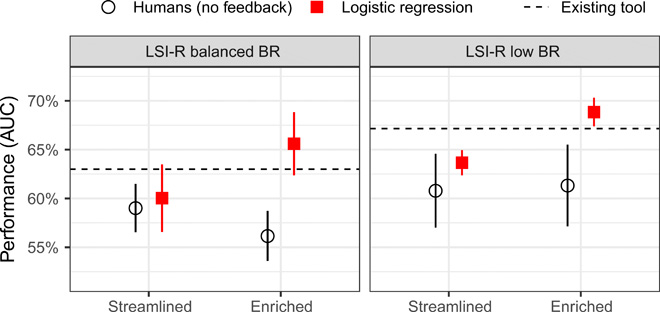 Humans (no feedback) Logistic regression Existing tool
LSI-R balanced BR LSI-R low BR
Performance (AUC)
70%
65%
60%
55%
Streamlined Enriched Streamlined Enriched